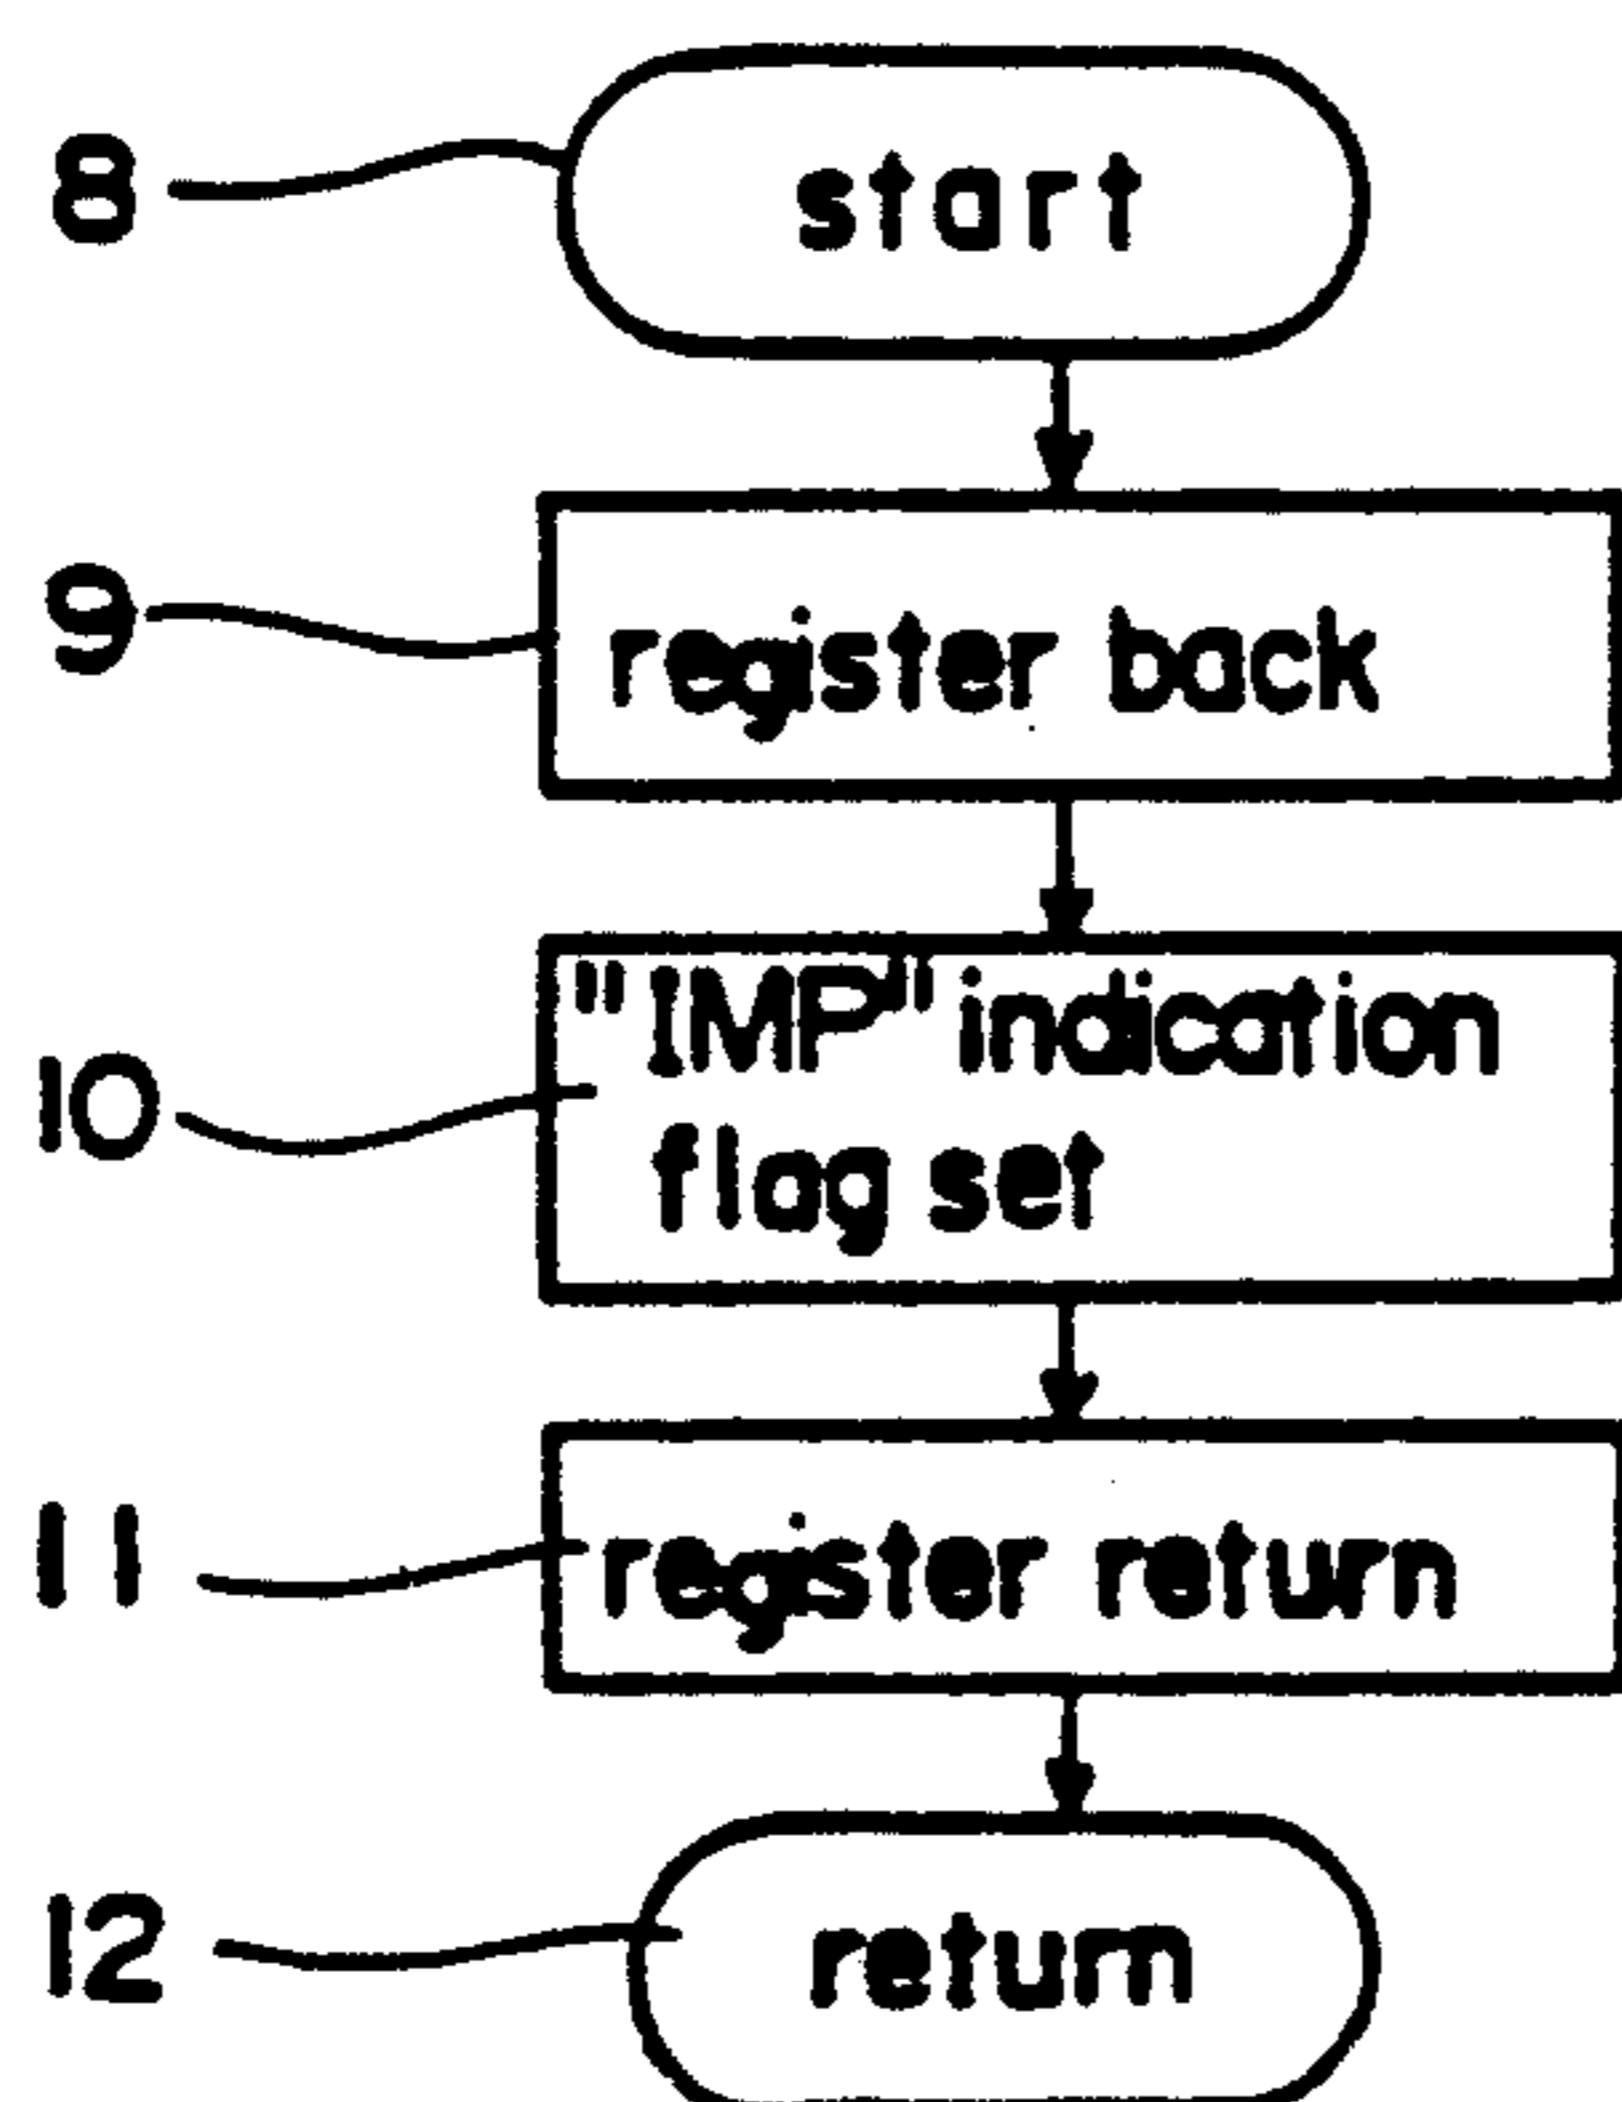 8
start
9
register back
10
"IMP" indication
flag set
11
register return
12
return